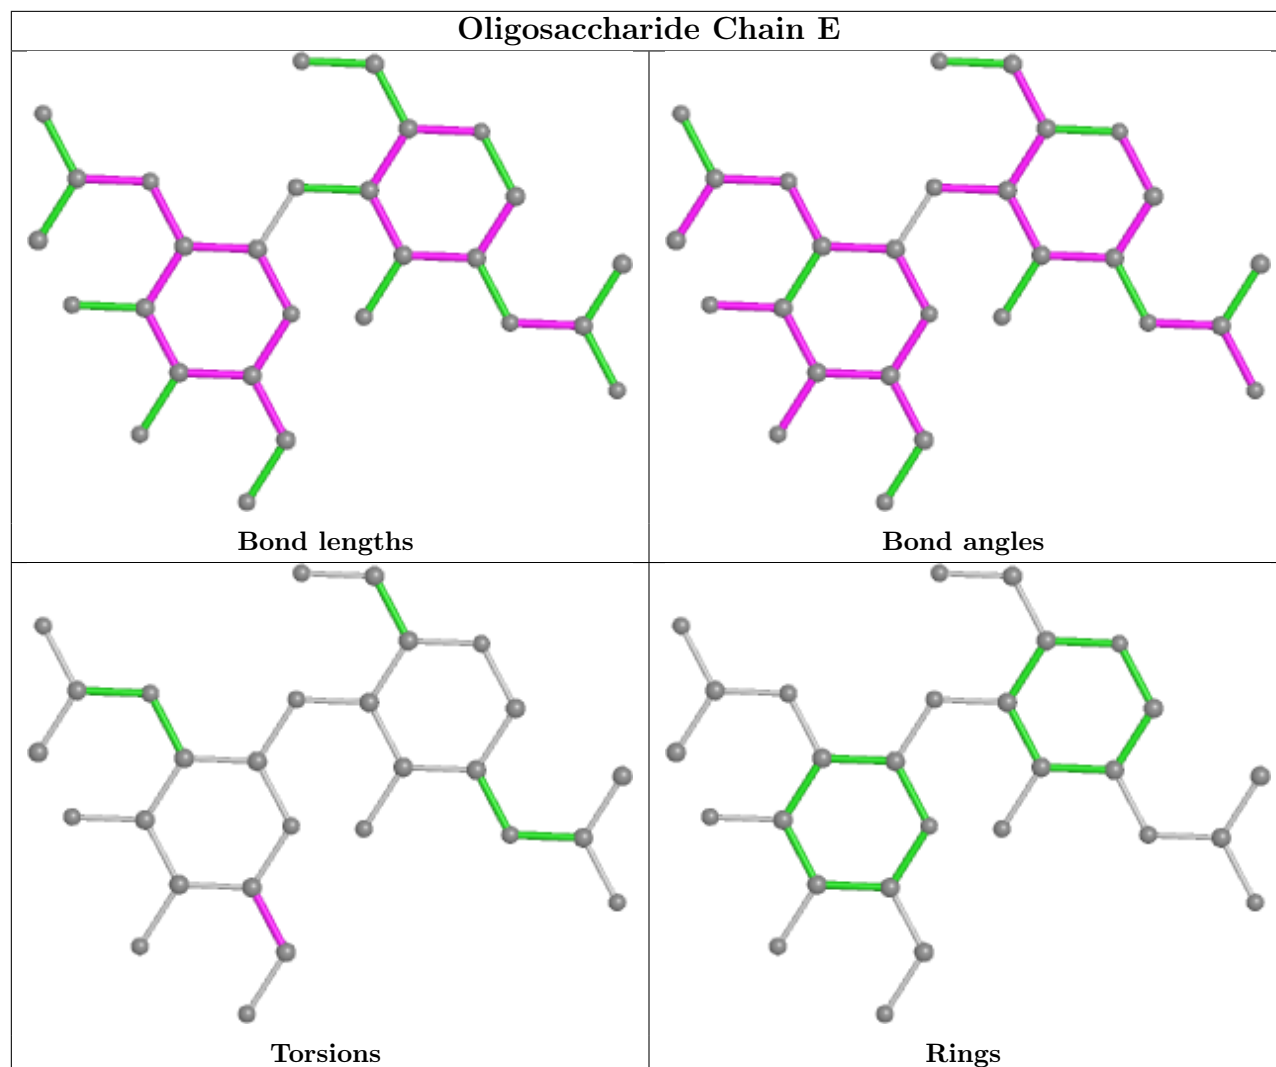 Oligosaccharide Chain E
Bond lengths
Bond angles
Torsions
Rings